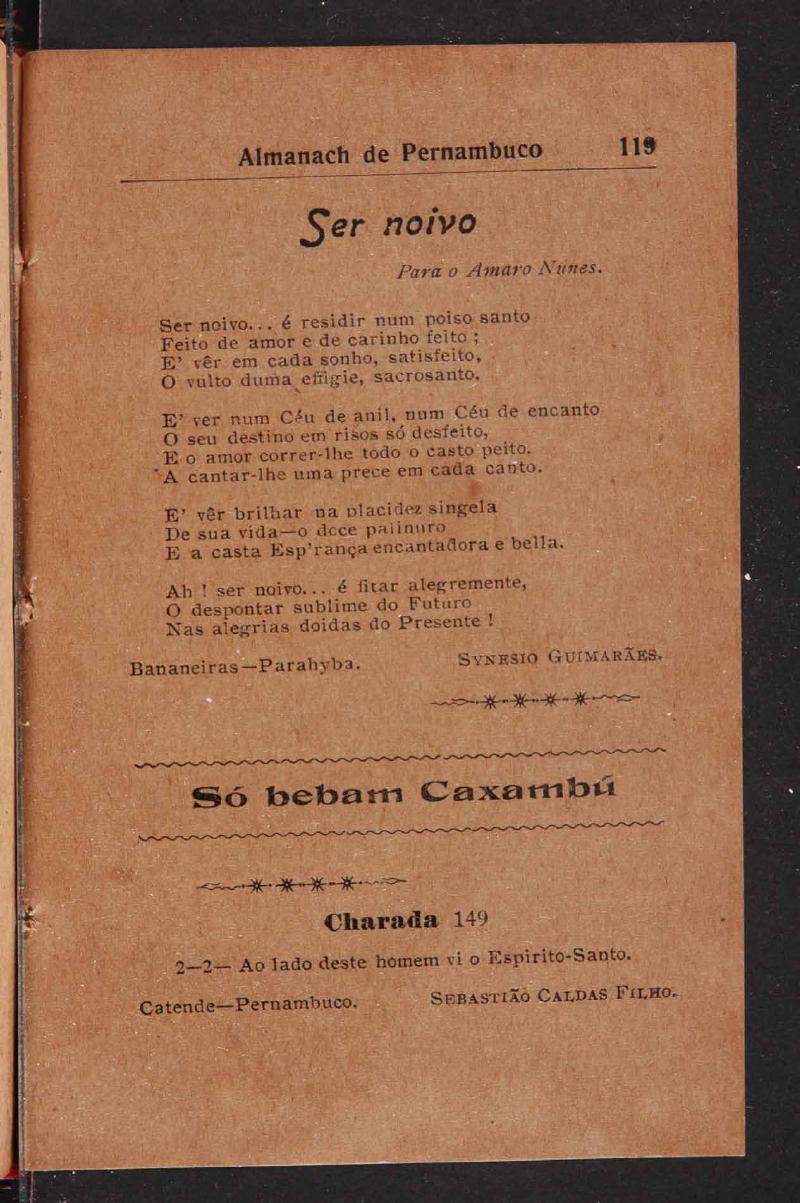 Almanach de Pernambuco 119
Ser noivo
Para o Amaro Nunes.
Ser noivo... é residir num poiso santo
Feito de amor e de carinho feito ;
E' vêr em cada sonho, satisfeito,
O vulto duma effigie, sacrosanto.
E' ver num Céu de anil, num Céu de encanto
O seu destino em risos só desfeito,
E o amor correr-lhe todo o casto peito.
A cantar-lhe uma prece em cada canto.
E' vêr brilhar na placidez singela
De sua vida—o doce palinuro
E a casta Esp'rança encantadora e bella.
Ah ! ser noivo... é fitar alegremente,
O despontar sublime do Futuro
Nas alegrias doidas do Presente !
Bananeiras—Parahyba. SYNESIO GUIMARÃES.
Só bebam Caxambú
Charada 149
2—2— Ao lado deste homem vi o Espirito-Santo.
Catende—Pernambuco. SEBASTIÃO CALDAS FILHO.